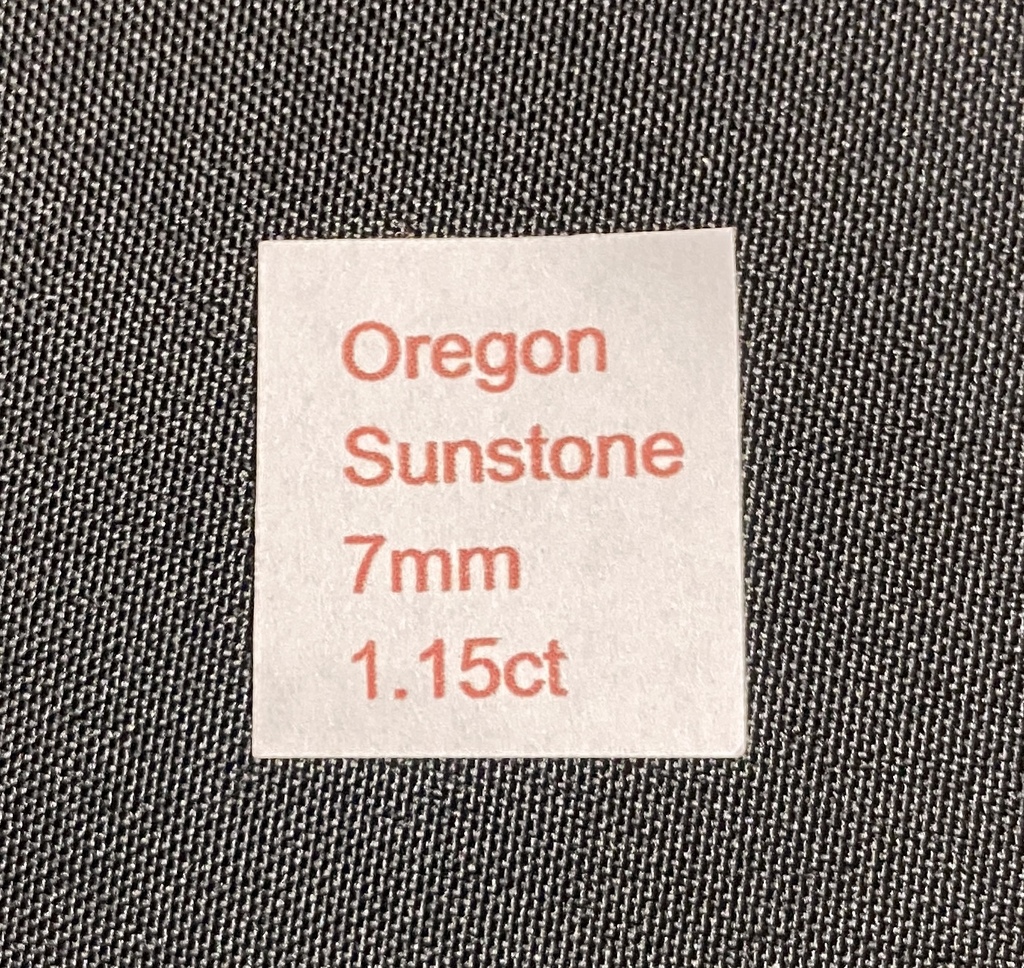 Oregon
Sunstone
7mm
1.15ct